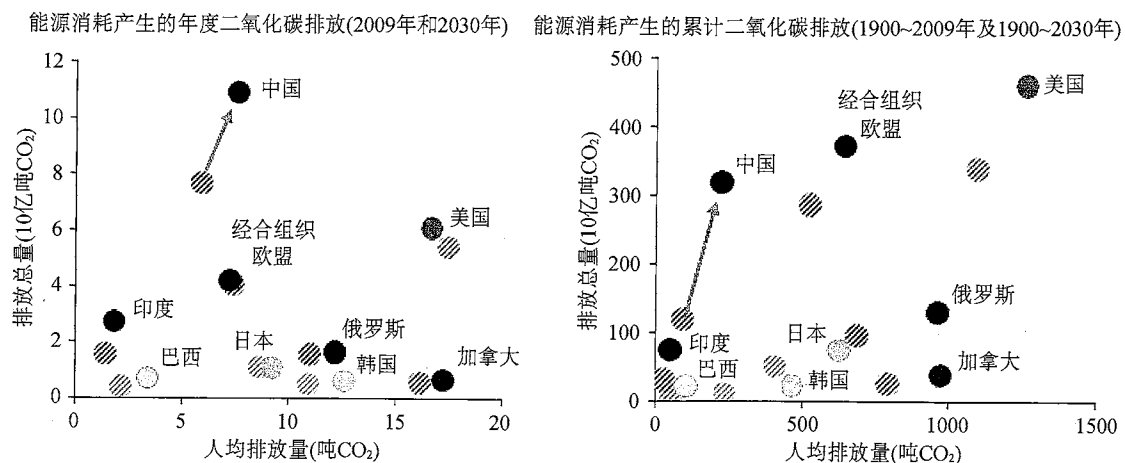 能源消耗产生的年度二氧化碳排放(2009年和2030年)
12
10
8
6
4
2
0
排放总量(10亿吨CO₂)
中国
美国
经合组织
欧盟
印度
巴西
日本
俄罗斯
韩国
加拿大
0
5
10
15
20
人均排放量(吨CO₂)
能源消耗产生的累计二氧化碳排放(1900~2009年及1900~2030年)
500
400
300
200
100
0
排放总量(10亿吨CO₂)
美国
经合组织
欧盟
中国
俄罗斯
日本
印度
巴西
韩国
加拿大
0
500
1000
1500
人均排放量(吨CO₂)